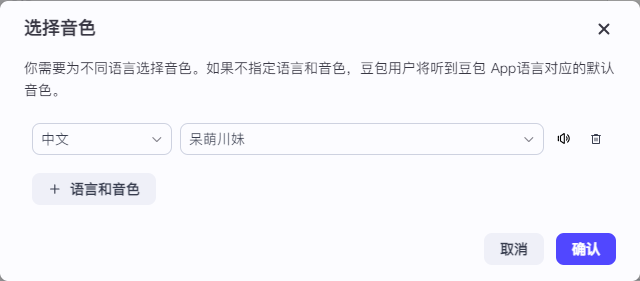 选择音色
你需要为不同语言选择音色。如果不指定语言和音色，豆包用户将听到豆包 App语言对应的默认
音色。
中文 呆萌川妹
+ 语言和音色
取消 确认